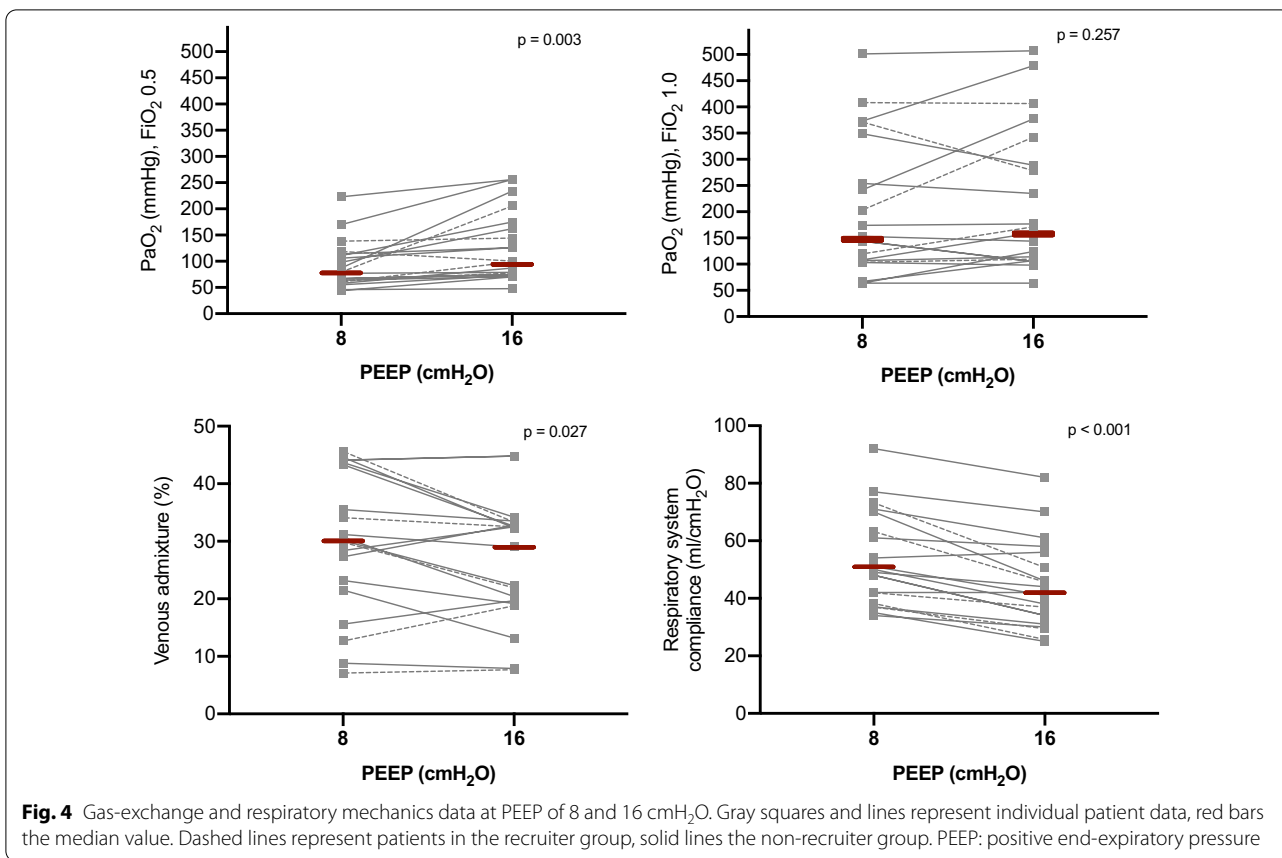 p = 0.003
PaO₂ (mmHg), FiO₂ 0.5
500
450
400
350
300
250
200
150
100
50
0
8
16
PEEP (cmH₂O)
p = 0.257
PaO₂ (mmHg), FiO₂ 1.0
500
450
400
350
300
250
200
150
100
50
0
8
16
PEEP (cmH₂O)
p = 0.027
Venous admixture (%)
50
40
30
20
10
0
8
16
PEEP (cmH₂O)
p < 0.001
Respiratory system
compliance (ml/cmH₂O)
100
80
60
40
20
0
8
16
PEEP (cmH₂O)
Fig. 4 Gas-exchange and respiratory mechanics data at PEEP of 8 and 16 cmH₂O. Gray squares and lines represent individual patient data, red bars
the median value. Dashed lines represent patients in the recruiter group, solid lines the non-recruiter group. PEEP: positive end-expiratory pressure